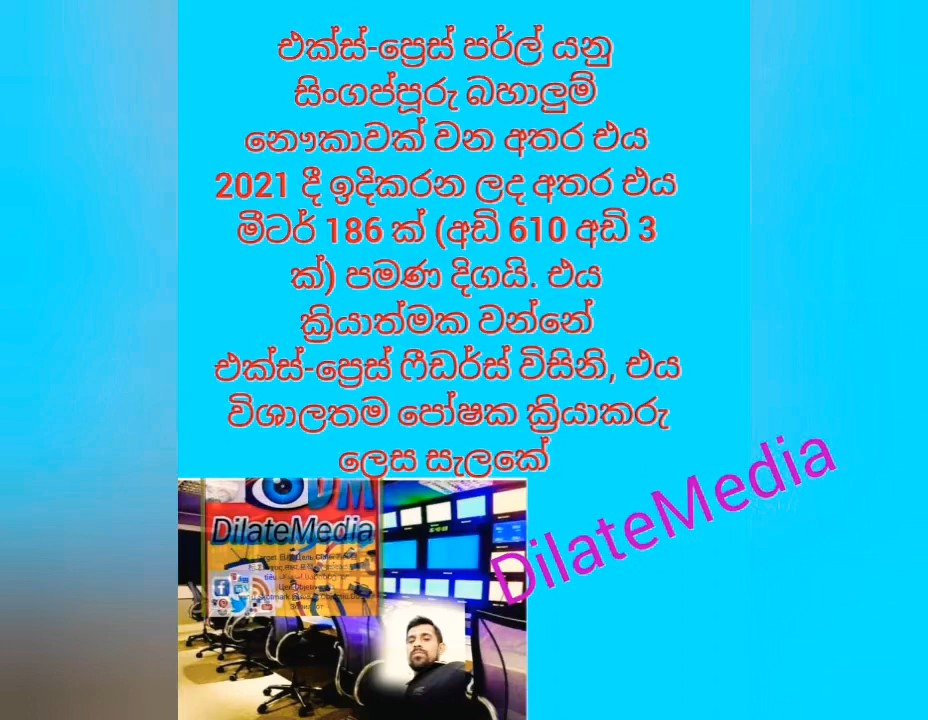 එක්ස්-ප්‍රෙස් පර්ල් යනු
සිංගප්පූරු බහාලුම්
නෞකාවක් වන අතර එය
2021 දී ඉදිකරන ලද අතර එය
මීටර් 186 ක් (අඩි 610 අඩි 3
ක්) පමණ දිගයි. එය
ක්‍රියාත්මක වන්නේ
එක්ස්-ප්‍රෙස් ෆීඩර්ස් විසිනි, එය
විශාලතම පෝෂක ක්‍රියාකරු
ලෙස සැලකේ
DilateMedia
DM
DilateMedia